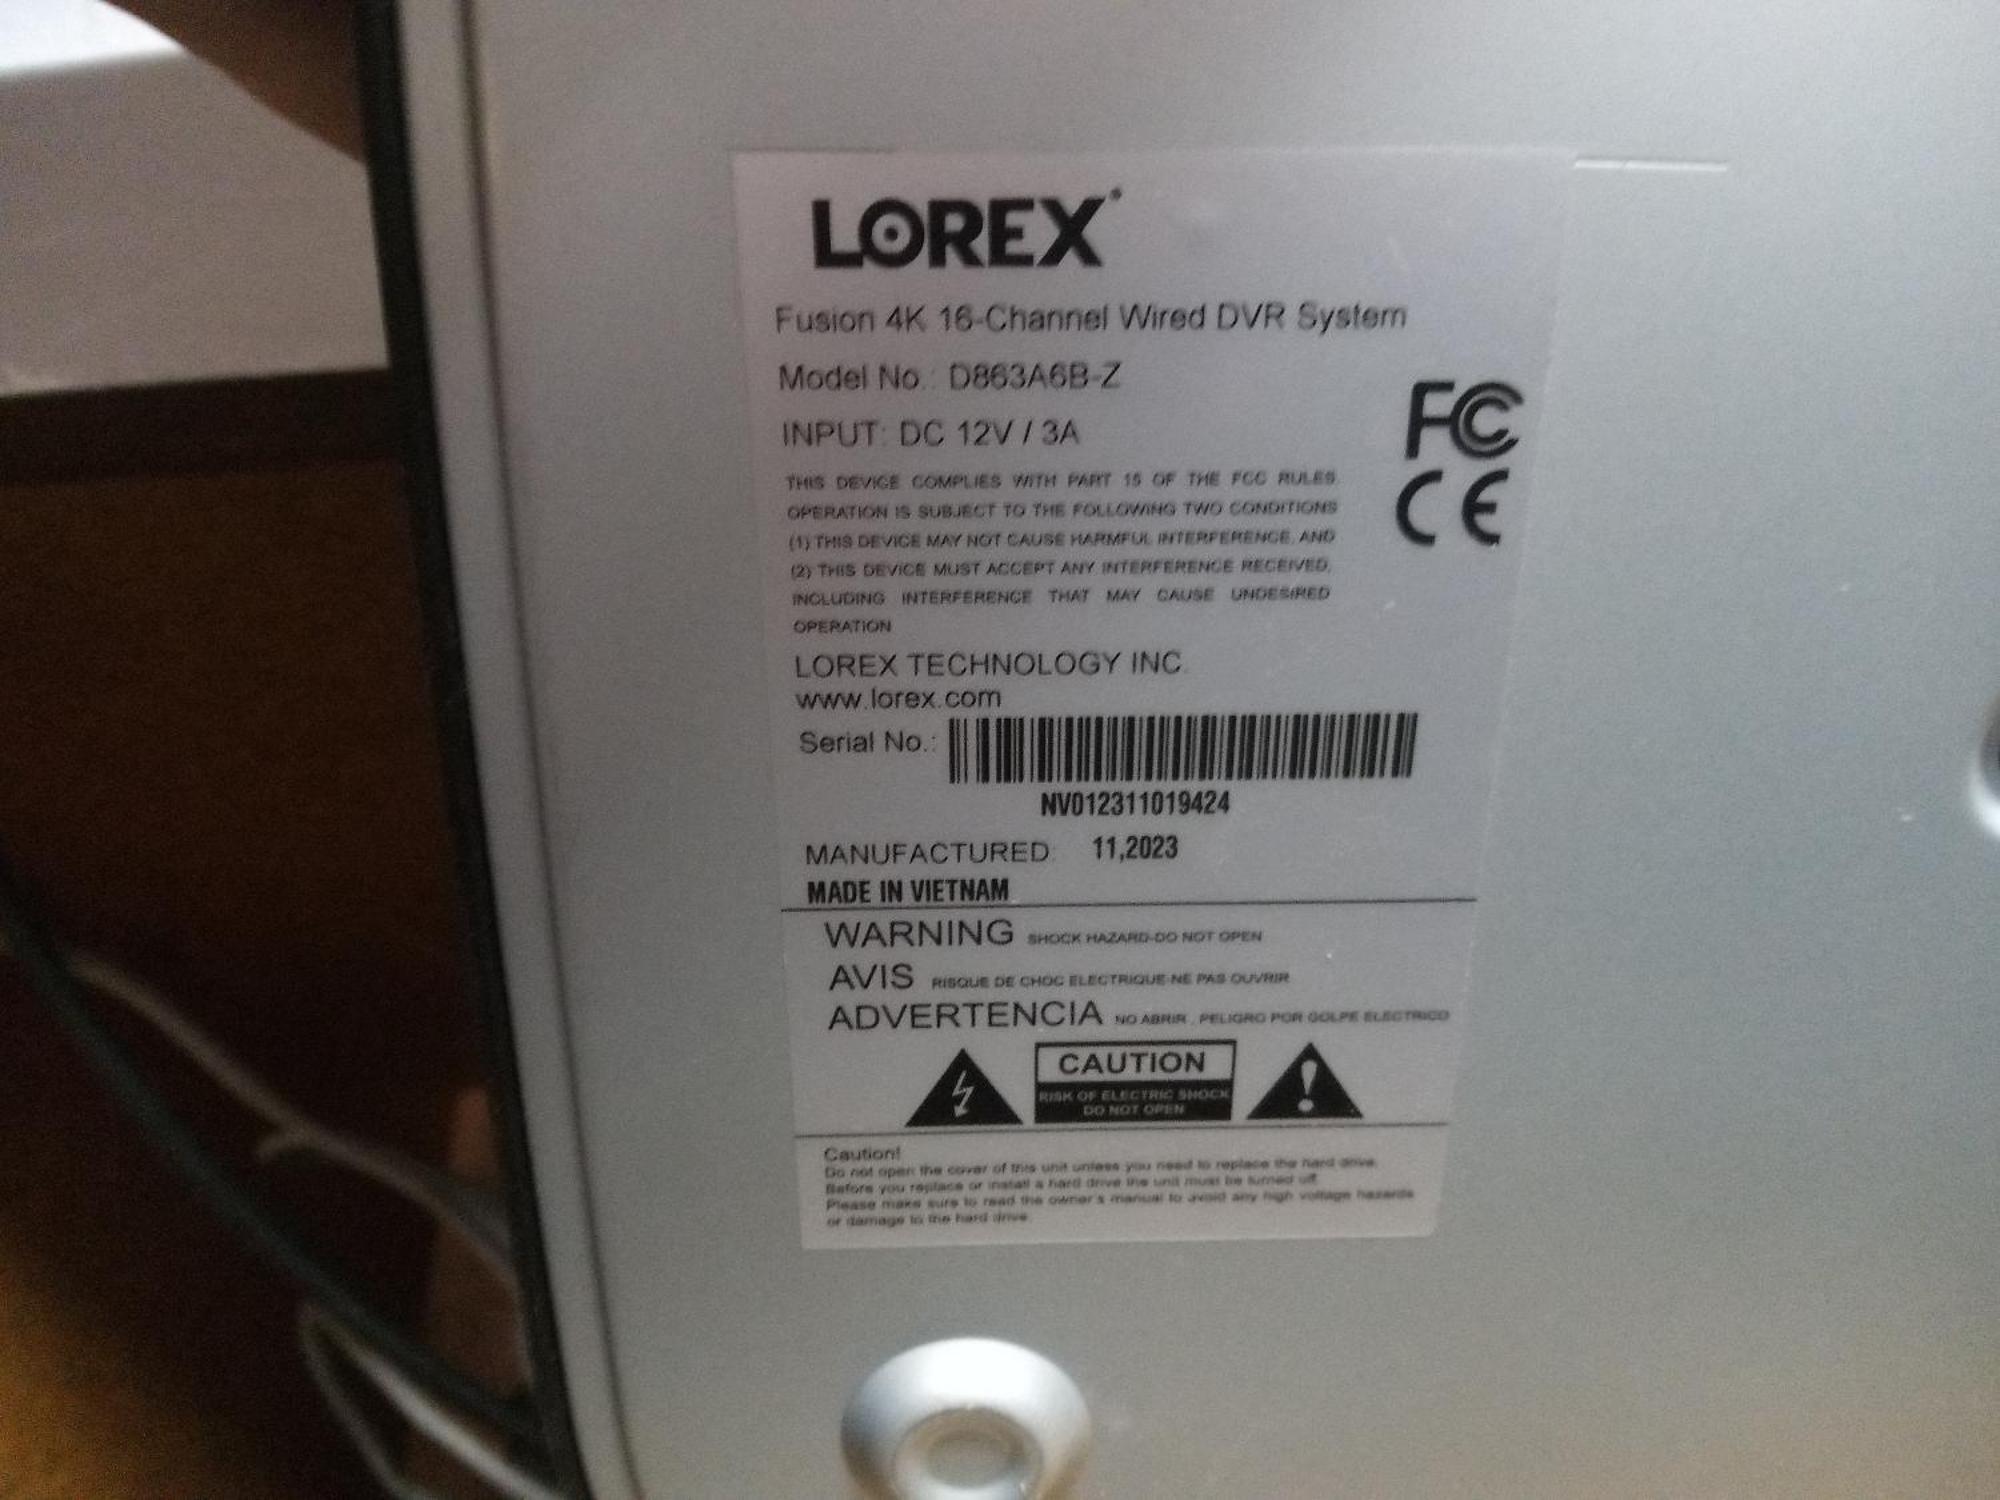 LOREX®
Fusion 4K 16-Channel Wired DVR System
Model No.: D863A6B-Z
INPUT: DC 12V / 3A
FC
CE
THIS DEVICE COMPLIES WITH PART 15 OF THE FCC RULES.
OPERATION IS SUBJECT TO THE FOLLOWING TWO CONDITIONS
(1) THIS DEVICE MAY NOT CAUSE HARMFUL INTERFERENCE, AND
(2) THIS DEVICE MUST ACCEPT ANY INTERFERENCE RECEIVED,
INCLUDING INTERFERENCE THAT MAY CAUSE UNDESIRED
OPERATION
LOREX TECHNOLOGY INC.
www.lorex.com
Serial No.:
NV012311019424
MANUFACTURED: 11,2023
MADE IN VIETNAM
WARNING SHOCK HAZARD-DO NOT OPEN
AVIS RISQUE DE CHOC ELECTRIQUE-NE PAS OUVRIR
ADVERTENCIA NO ABRIR , PELIGRO POR GOLPE ELECTRICO
CAUTION
RISK OF ELECTRIC SHOCK
DO NOT OPEN
Caution!
Do not open the cover of this unit unless you need to replace the hard drive.
Before you replace or install a hard drive the unit must be turned off.
Please make sure to read the owner's manual to avoid any high voltage hazards
or damage to the hard drive.